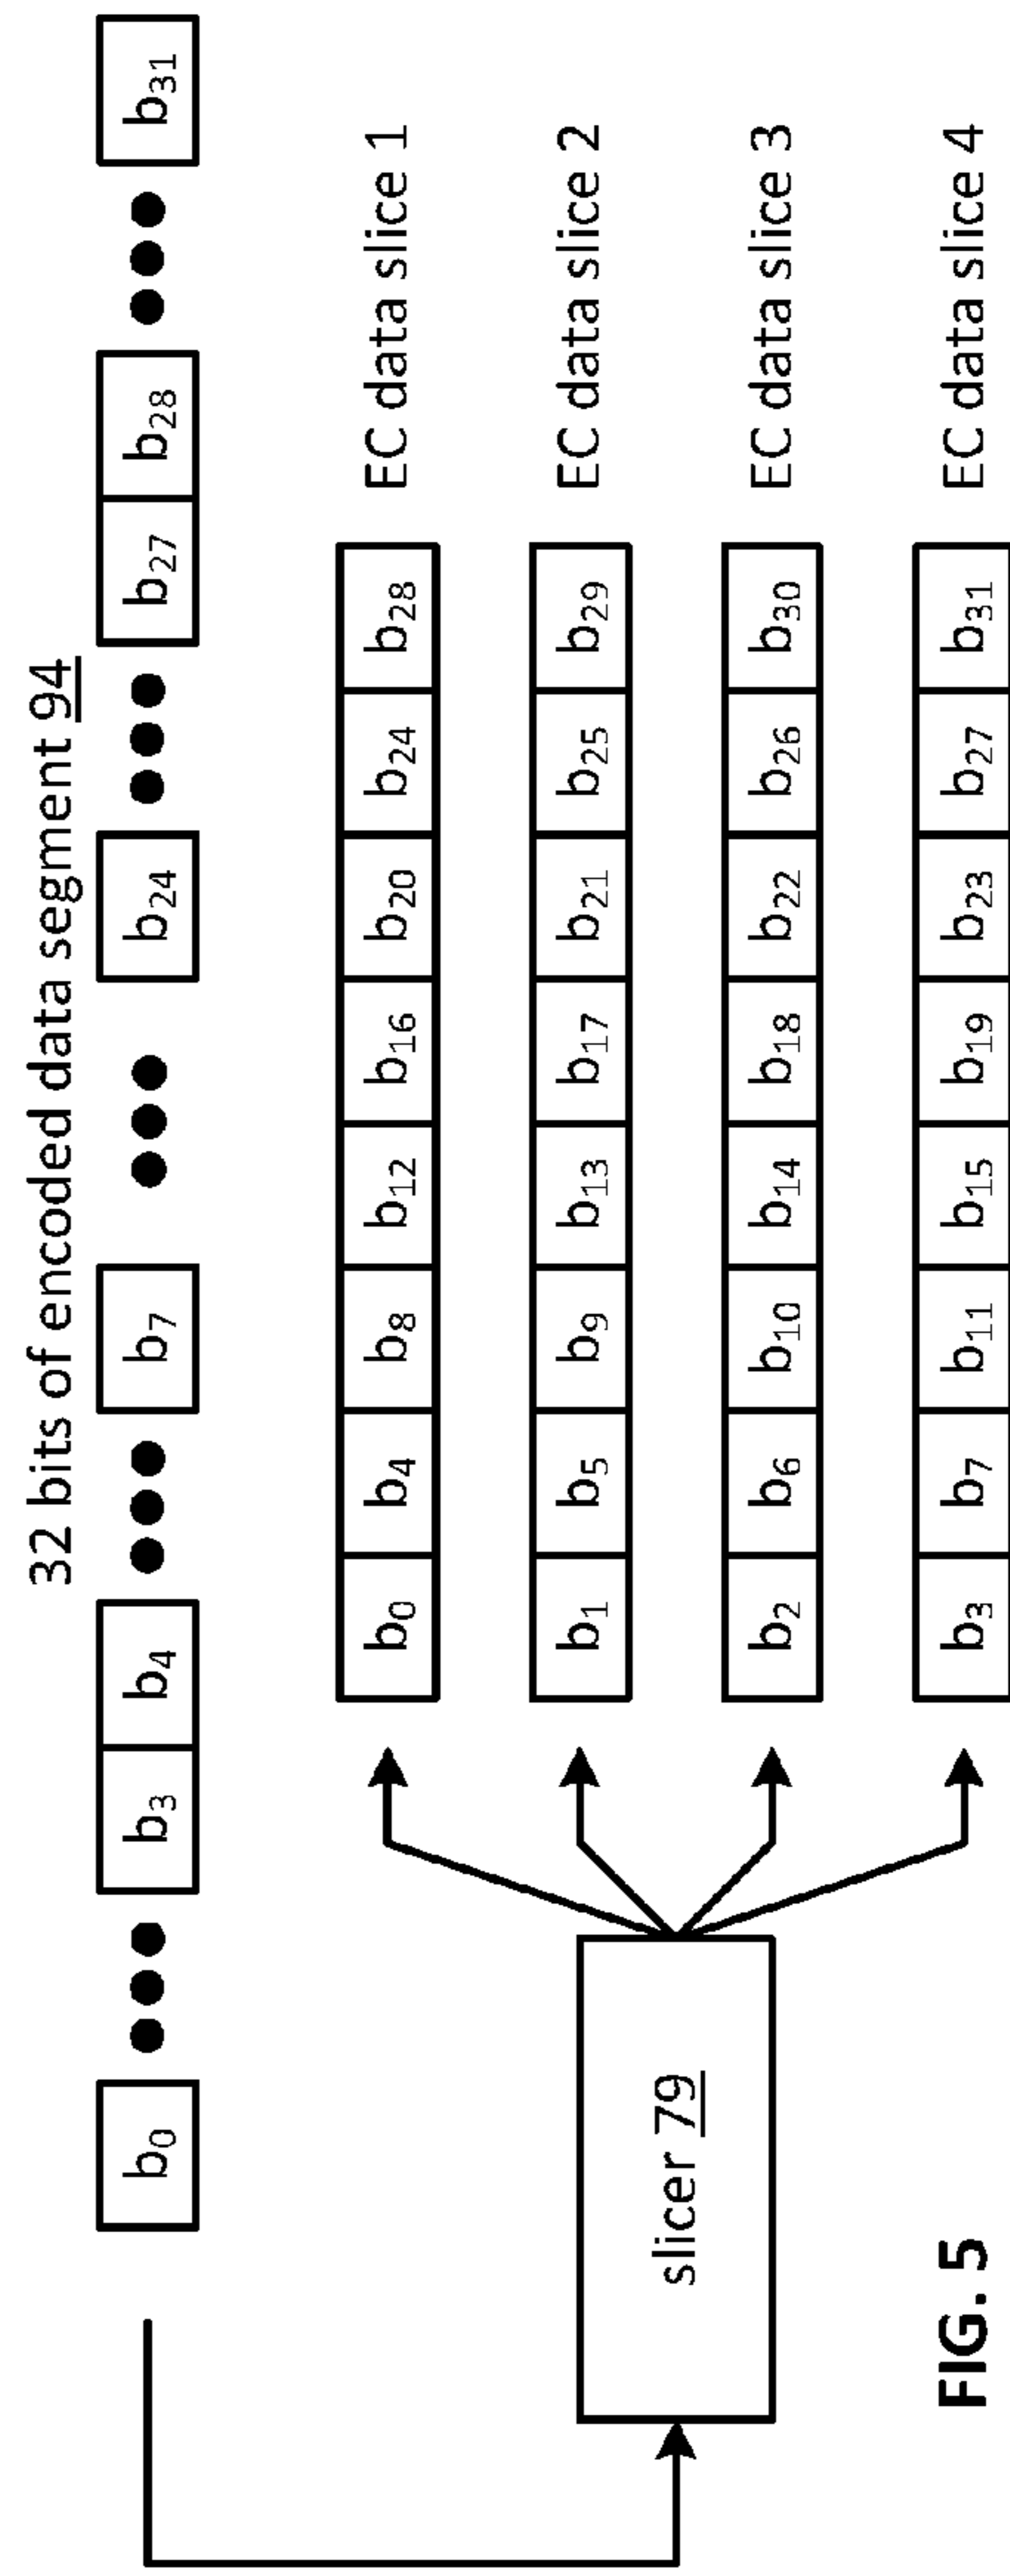 32 bits of encoded data segment 94
b0 ●●● b3 b4 ●●● b7 ●●● b24 ●●● b27 b28 ●●● b31
b0 b4 b8 b12 b16 b20 b24 b28 EC data slice 1
b1 b5 b9 b13 b17 b21 b25 b29 EC data slice 2
slicer 79
b2 b6 b10 b14 b18 b22 b26 b30 EC data slice 3
b3 b7 b11 b15 b19 b23 b27 b31 EC data slice 4
FIG. 5